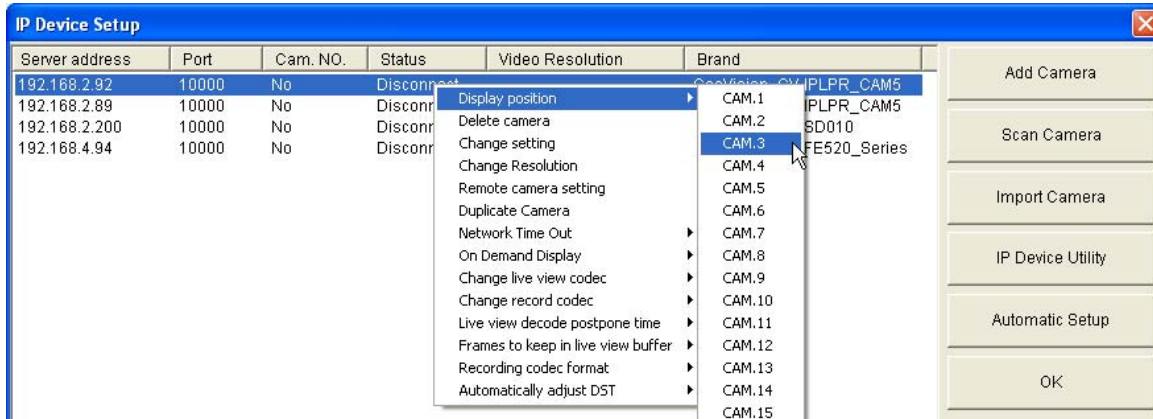 IP Device Setup
Server address Port Cam. NO. Status Video Resolution Brand
192.168.2.92 10000 No
192.168.2.89 10000 No
192.168.2.200 10000 No
192.168.4.94 10000 No
Display position
Delete camera
Change setting
Change Resolution
Remote camera setting
Duplicate Camera
Network Time Out
On Demand Display
Change live view codec
Change record codec
Live view decode postpone time
Frames to keep in live view buffer
Recording codec format
Automatically adjust DST
CAM.1
CAM.2
CAM.3
CAM.4
CAM.5
CAM.6
CAM.7
CAM.8
CAM.9
CAM.10
CAM.11
CAM.12
CAM.13
CAM.14
CAM.15
IPLPR_CAM5
IPLPR_CAM5
SD010
FE520_Series
Add Camera
Scan Camera
Import Camera
IP Device Utility
Automatic Setup
OK